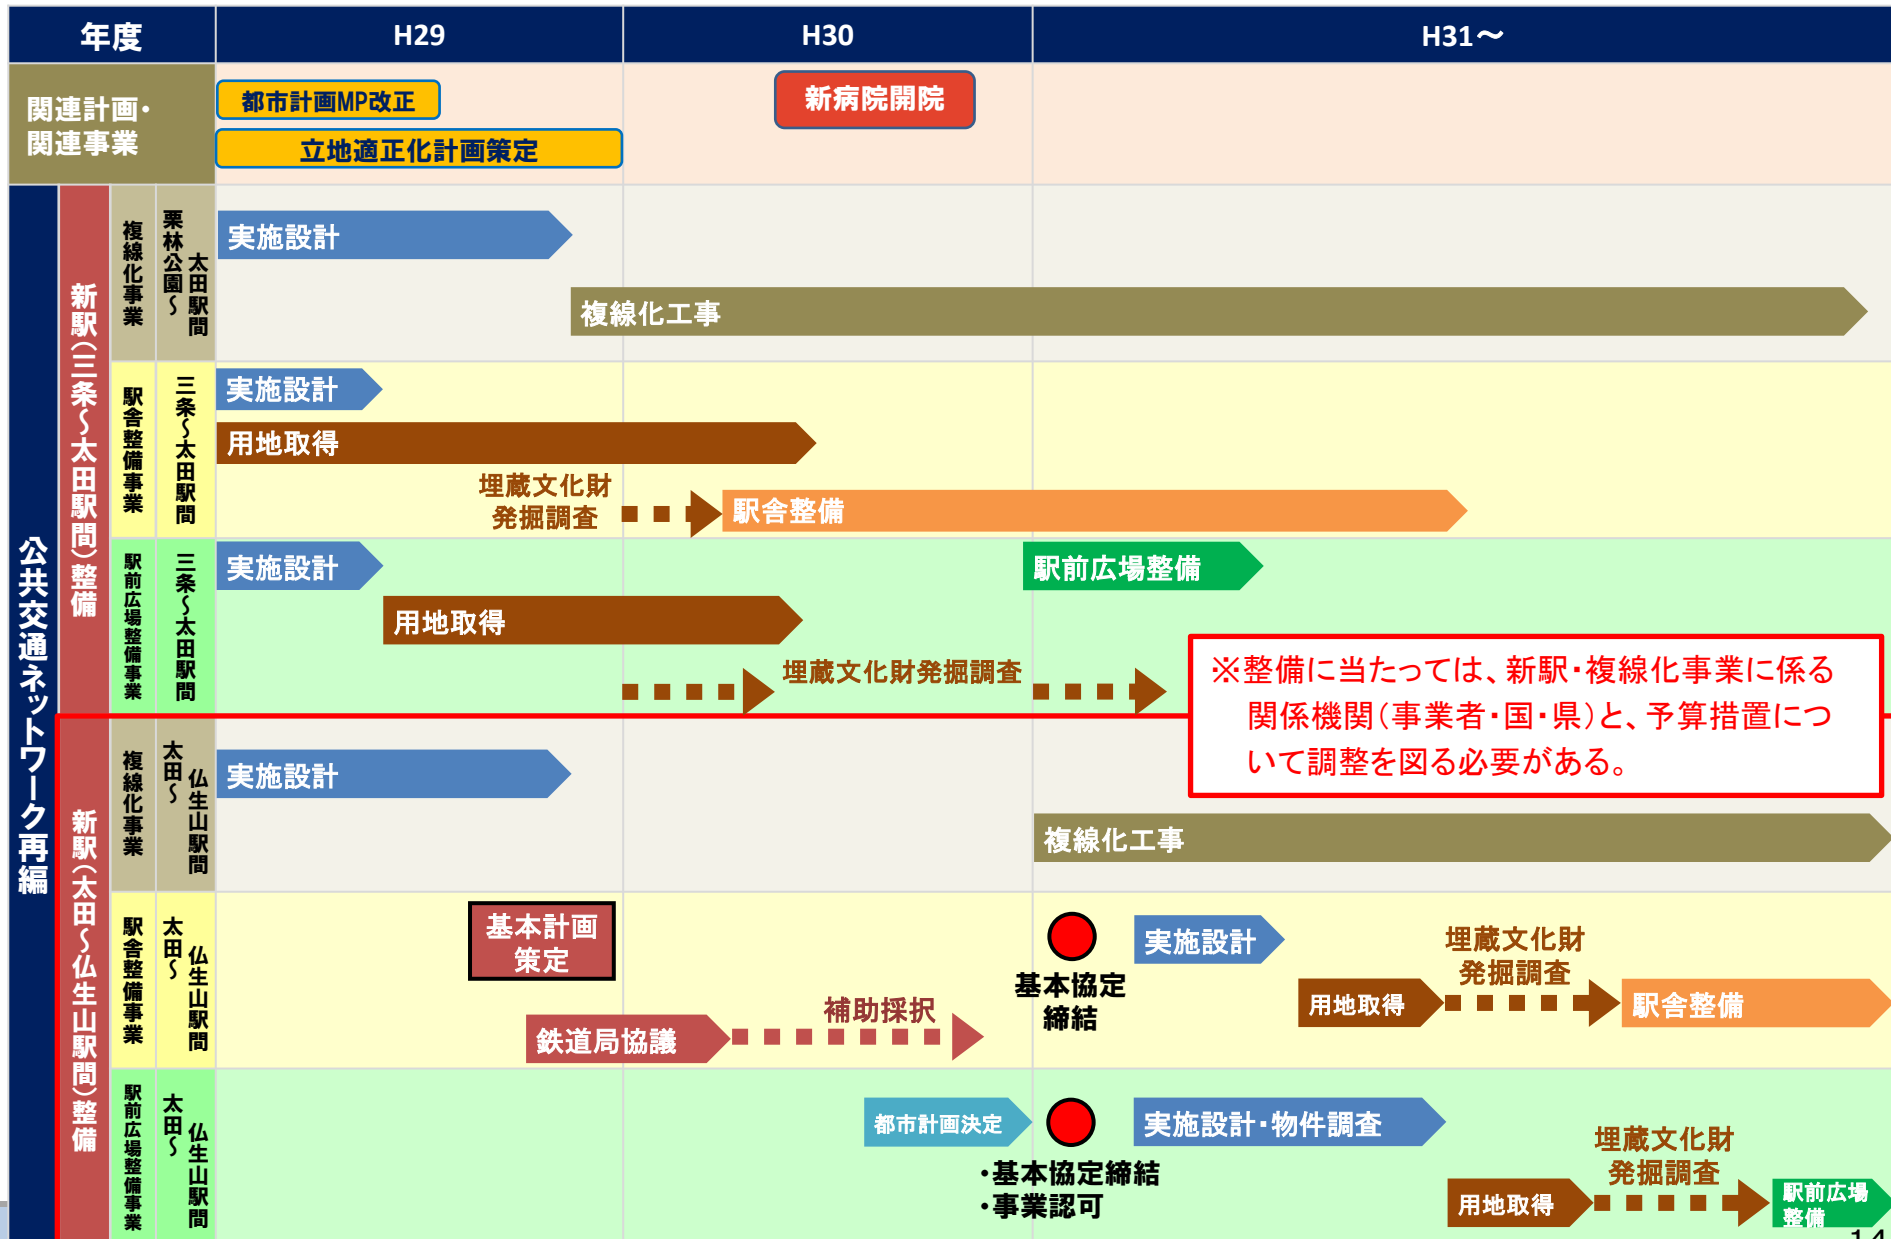 年度
H29
H30
H31～
関連計画・
関連事業
都市計画MP改正
立地適正化計画策定
新病院開院
公共交通ネットワーク再編
新駅（三条～太田駅間）整備
複線化事業
栗林公園～
太田駅間
実施設計
複線化工事
駅舎整備事業
三条～太田駅間
実施設計
用地取得
埋蔵文化財
発掘調査
駅舎整備
駅前広場整備事業
三条～太田駅間
実施設計
駅前広場整備
用地取得
埋蔵文化財発掘調査
※整備に当たっては、新駅・複線化事業に係る
関係機関（事業者・国・県）と、予算措置につ
いて調整を図る必要がある。
新駅（太田～仏生山駅間）整備
複線化事業
太田～
仏生山駅間
実施設計
複線化工事
駅舎整備事業
太田～
仏生山駅間
基本計画
策定
鉄道局協議
補助採択
基本協定
締結
実施設計
用地取得
埋蔵文化財
発掘調査
駅舎整備
駅前広場整備事業
太田～
仏生山駅間
都市計画決定
・基本協定締結
・事業認可
実施設計・物件調査
用地取得
埋蔵文化財
発掘調査
駅前広場
整備
14